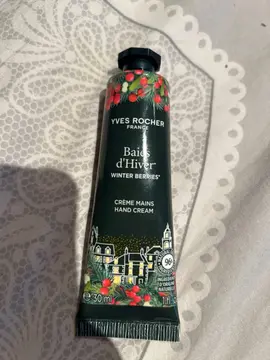 YVES ROCHER
FRANCE
Baies
d'Hiver
WINTER BERRIES*
CRÈME MAINS
HAND CREAM
e 30 ml